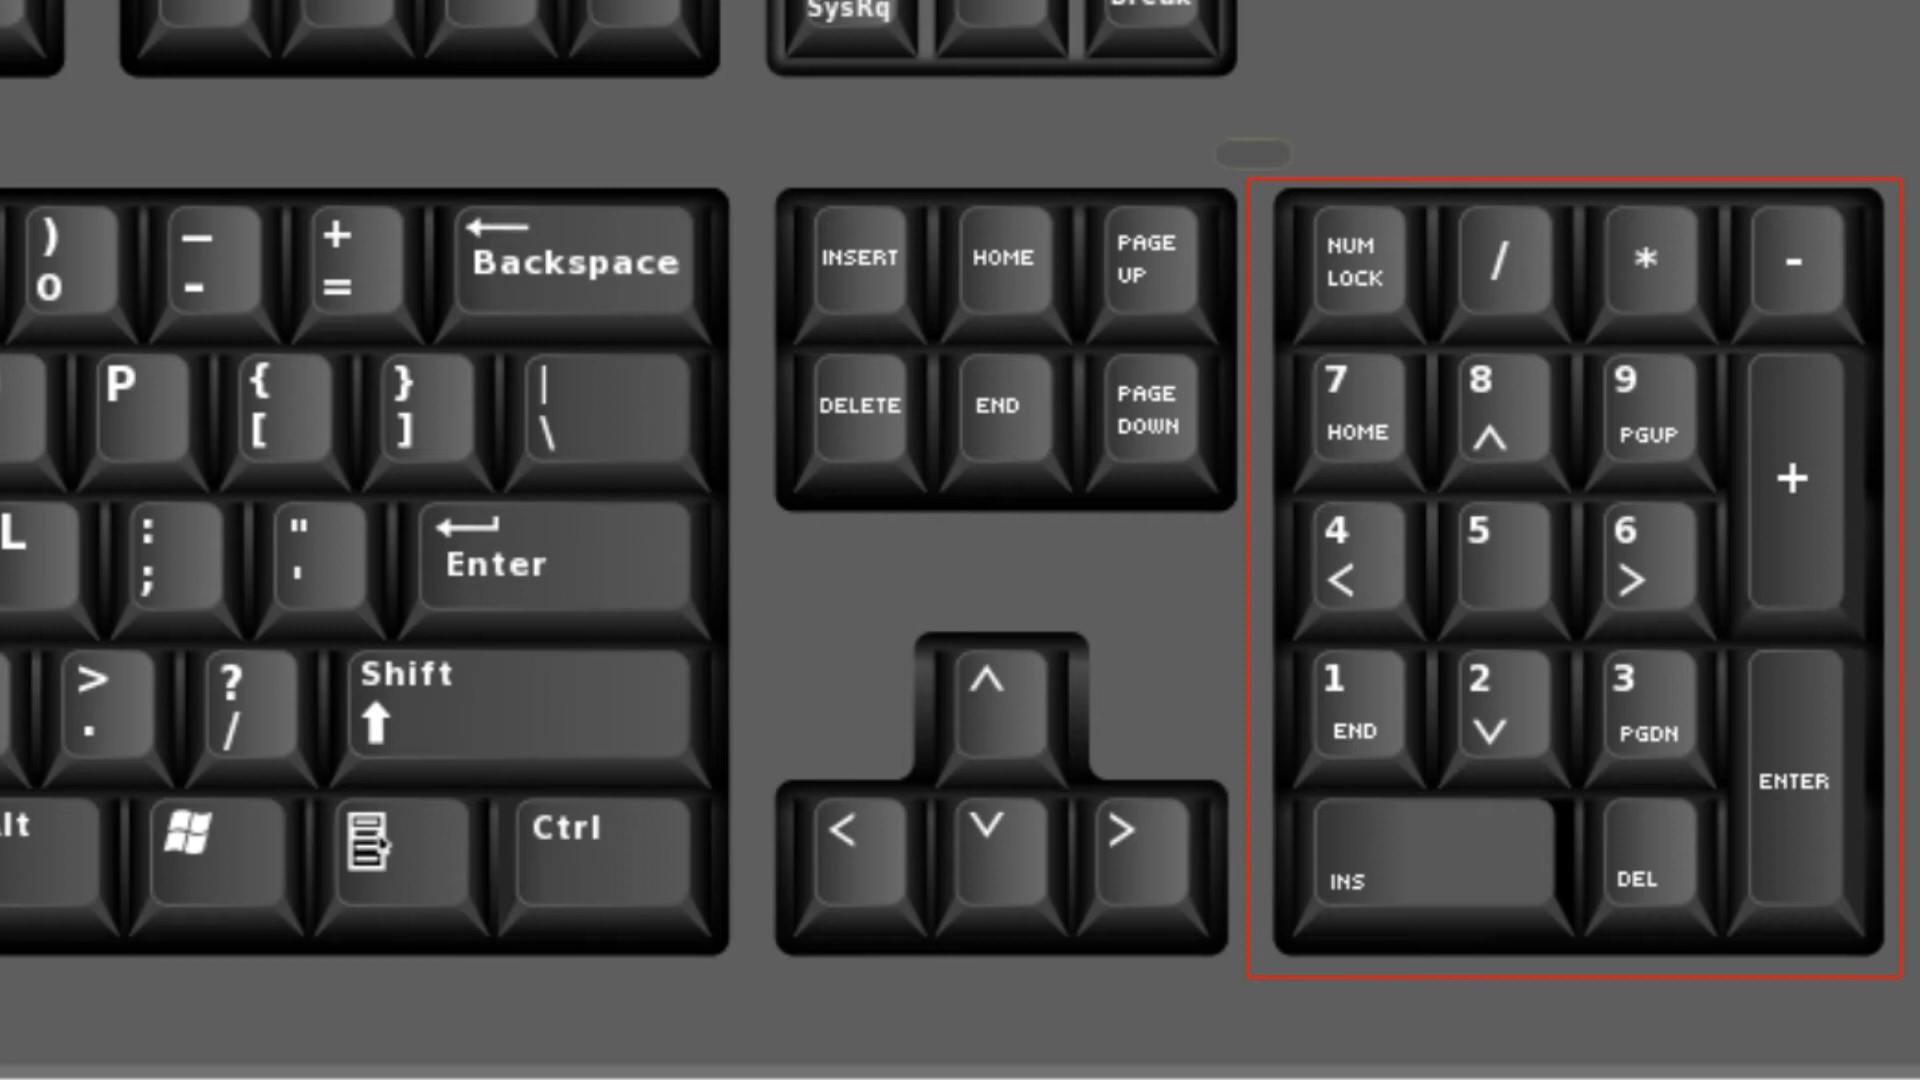 SysRq
)
0
—
-
+
=
Backspace
INSERT
HOME
PAGE
UP
NUM
LOCK
/
*
-
P
{
[
}
]
|
\
DELETE
END
PAGE
DOWN
7
HOME
8
^
9
PGUP
+
L
:
;
"
'
Enter
4
<
5
6
>
>
.
?
/
Shift
^
1
END
2
3
PGDN
ENTER
Ctrl
<
>
INS
DEL